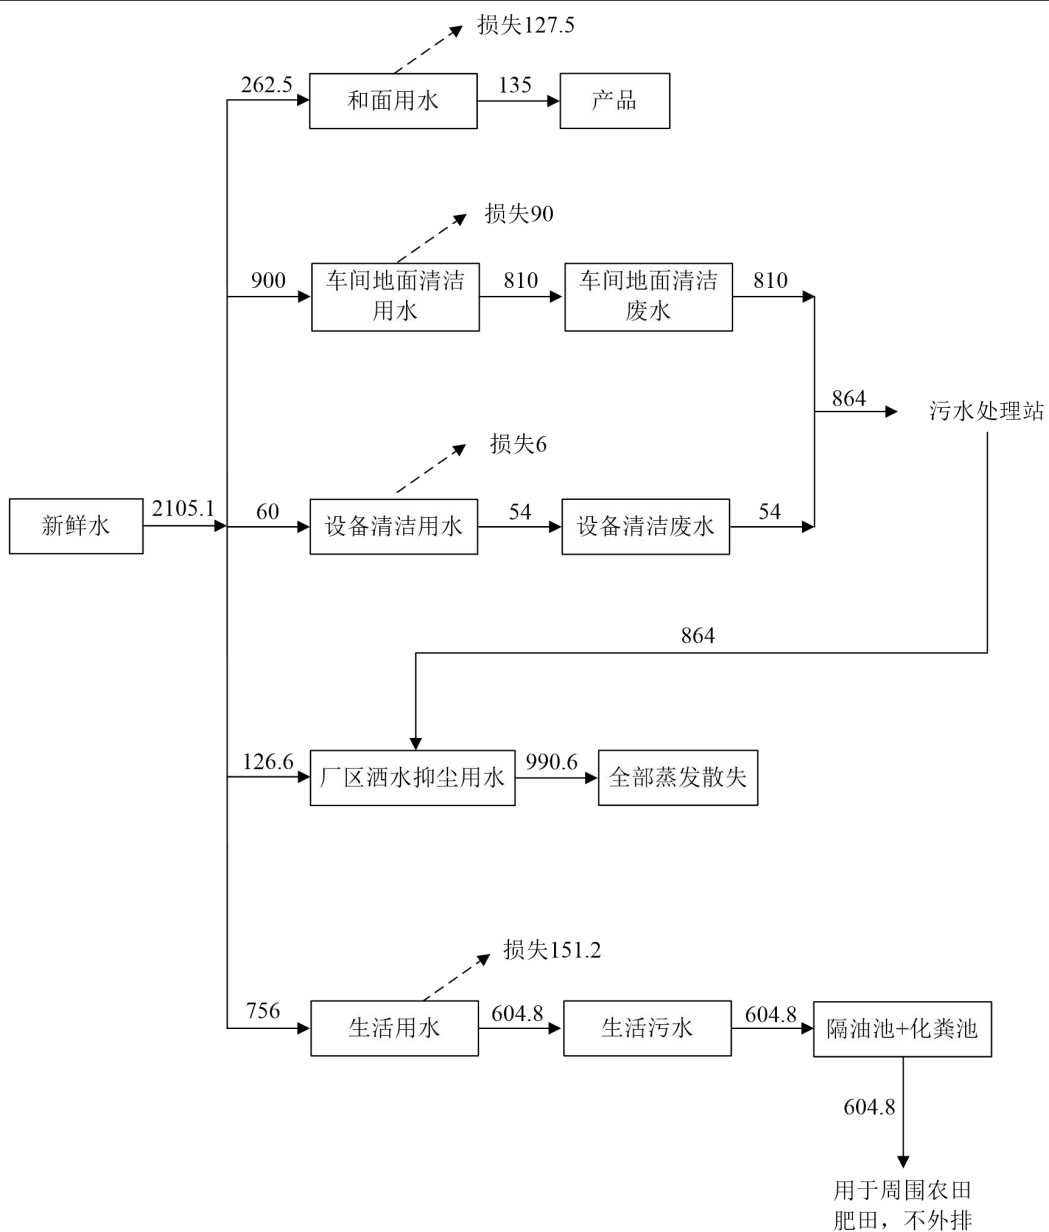 损失127.5
262.5
和面用水
135
产品
损失90
900
车间地面清洁
用水
810
车间地面清洁
废水
810
864
污水处理站
损失6
新鲜水
2105.1
60
设备清洁用水
54
设备清洁废水
54
864
126.6
厂区洒水抑尘用水
990.6
全部蒸发散失
损失151.2
756
生活用水
604.8
生活污水
604.8
隔油池+化粪池
604.8
用于周围农田
肥田，不外排